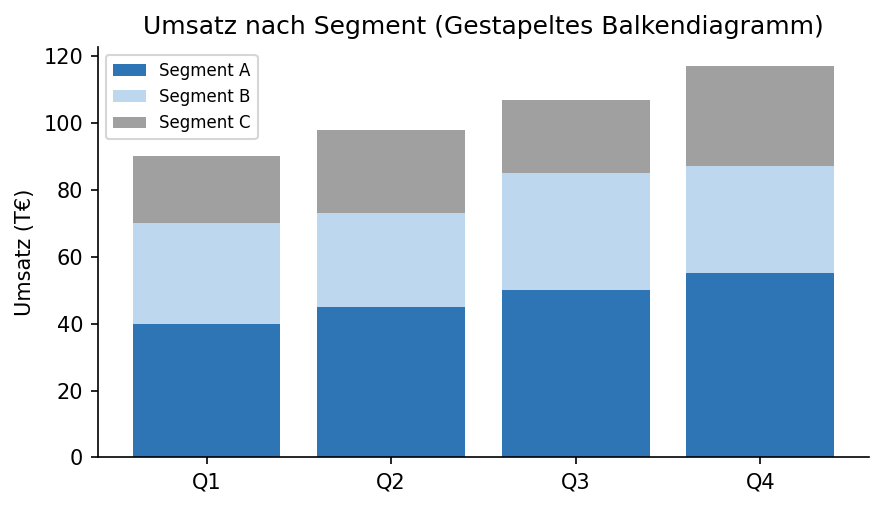 Umsatz nach Segment (Gestapeltes Balkendiagramm)
Umsatz (T€)
120
100
80
60
40
20
0
Segment A
Segment B
Segment C
Q1 Q2 Q3 Q4